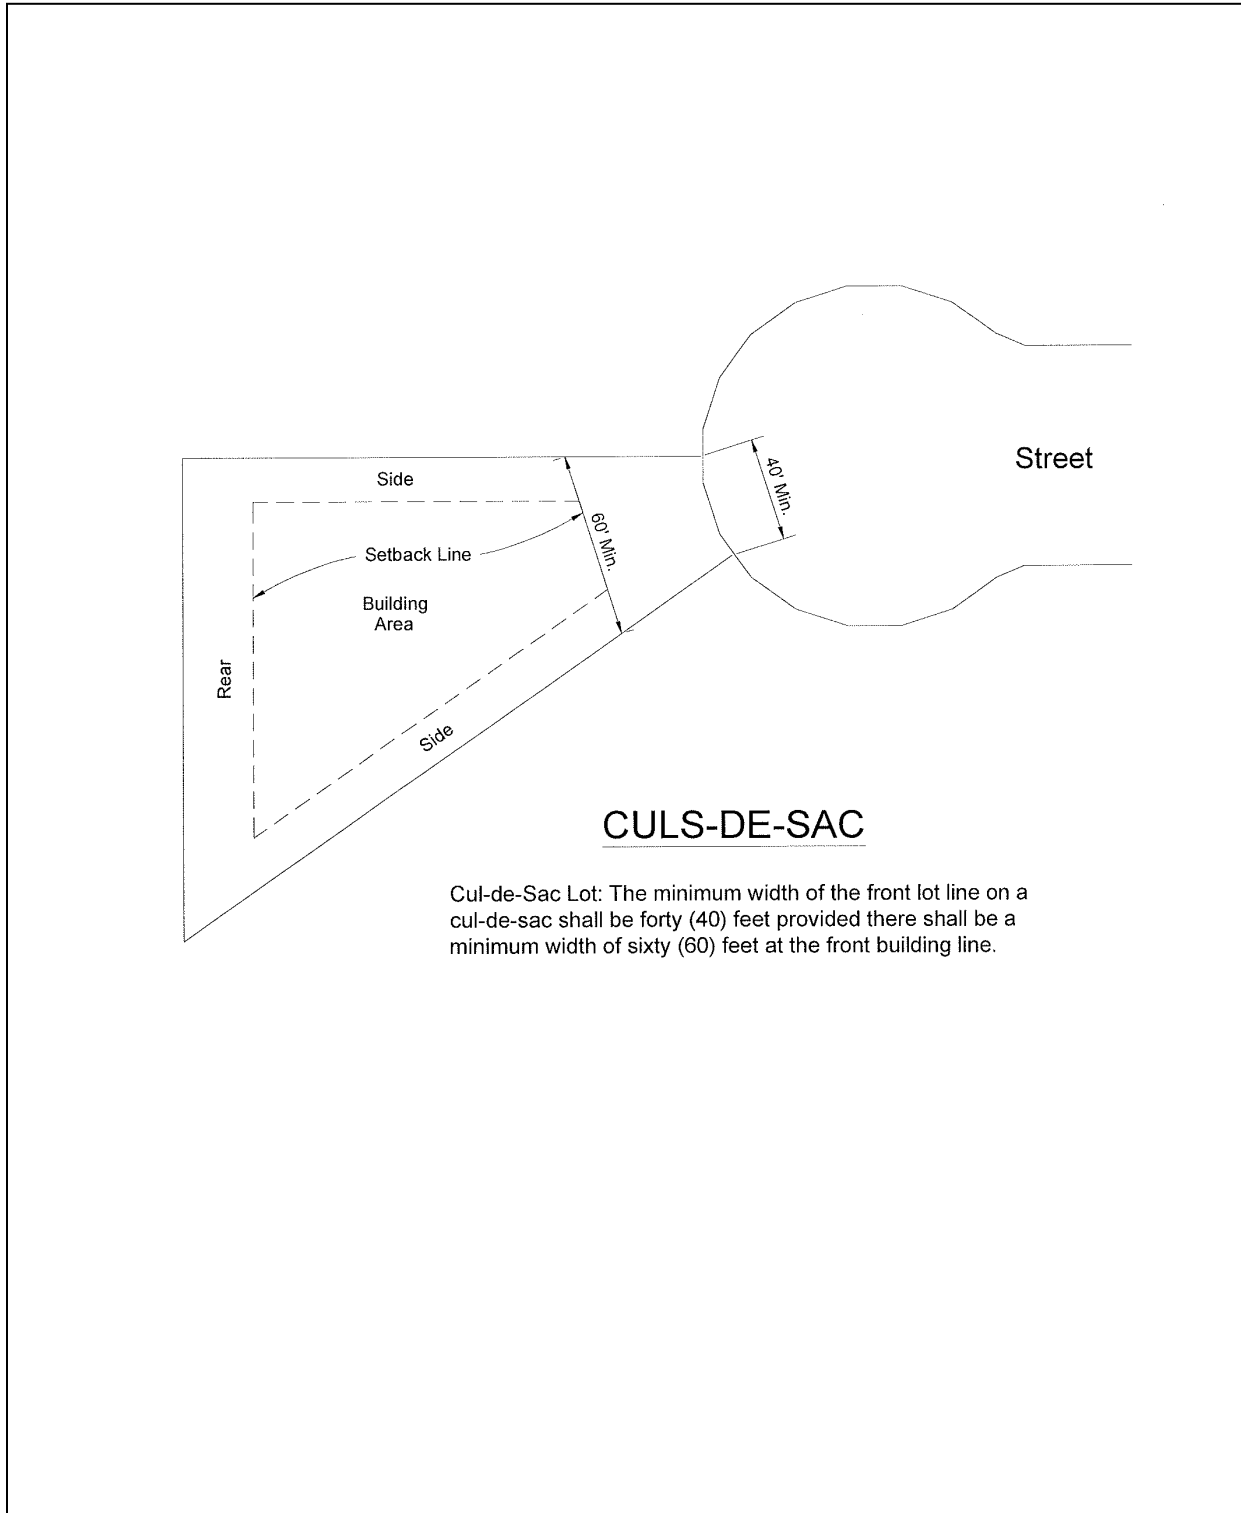 Street
40' Min.
Side
60' Min.
Setback Line
Building
Area
Rear
Side
CULS-DE-SAC
Cul-de-Sac Lot: The minimum width of the front lot line on a
cul-de-sac shall be forty (40) feet provided there shall be a
minimum width of sixty (60) feet at the front building line.